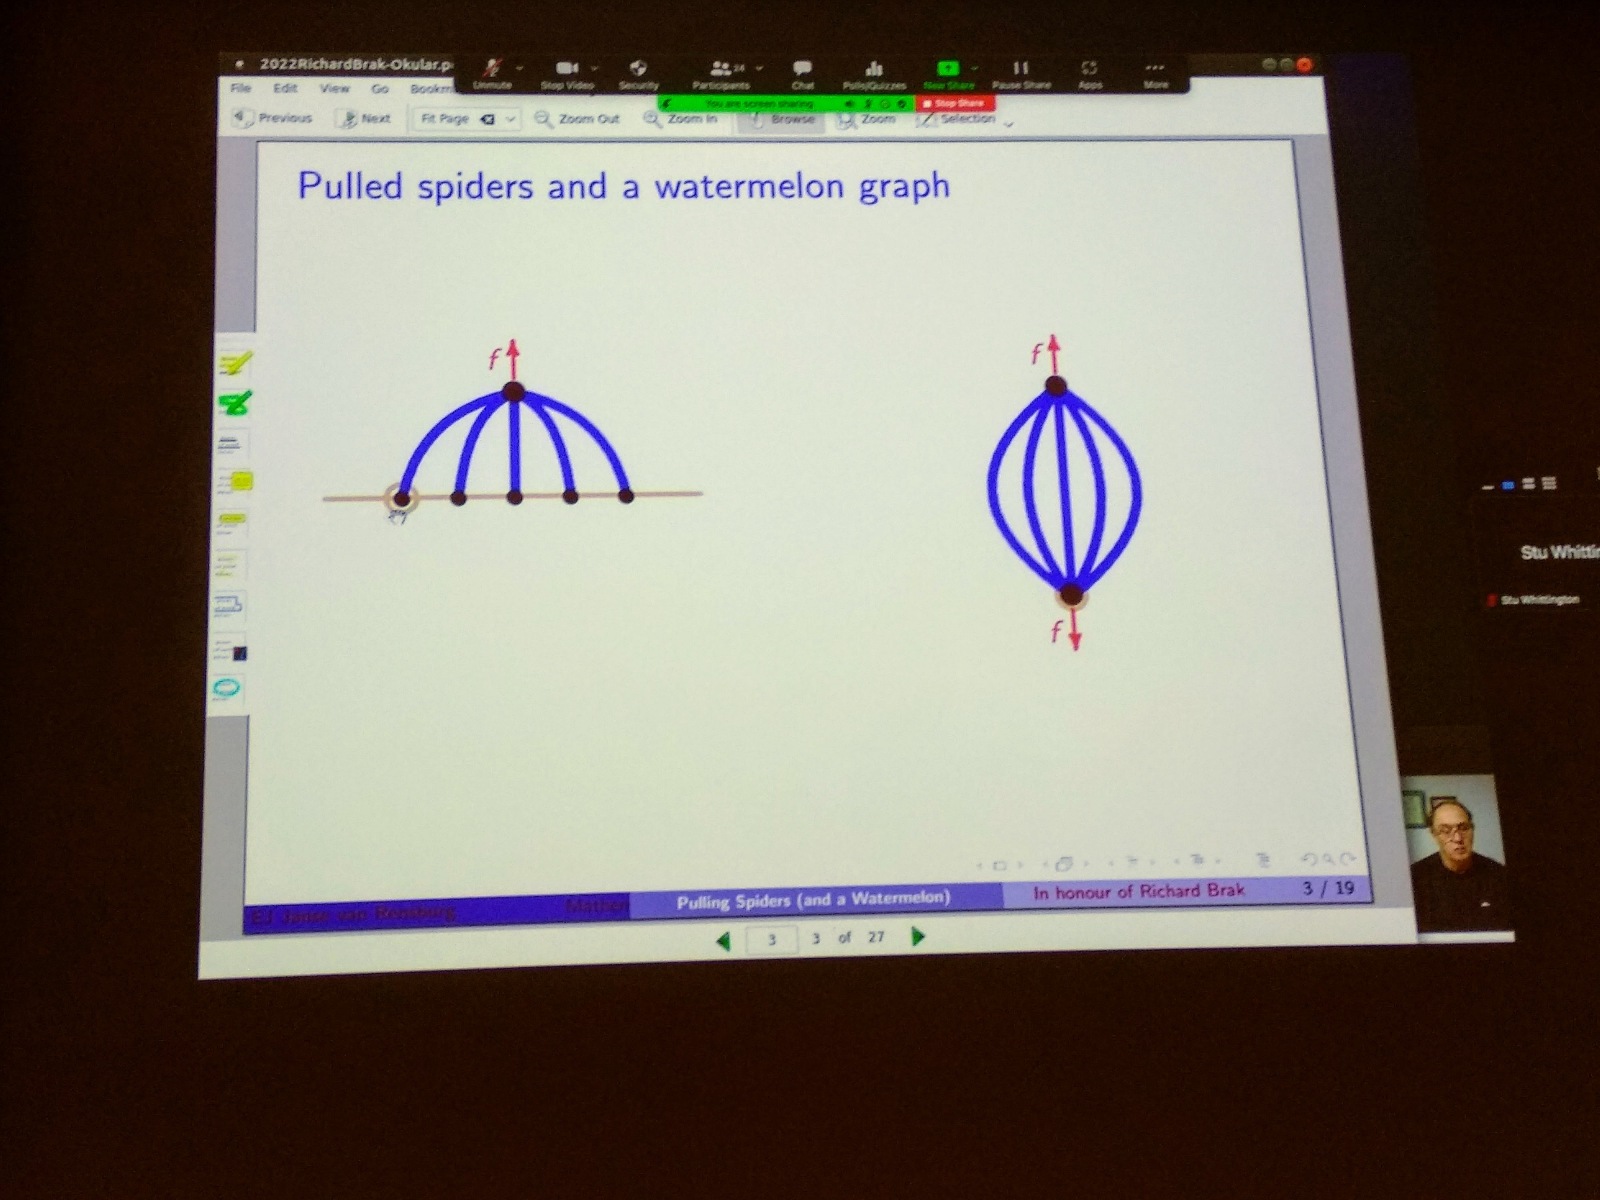 2022RichardBrak-Okular.p
Unmute
Stop Video
Security
Participants
24
Chat
Polls/Quizzes
New Share
Pause Share
Apps
More
File Edit View Go Bookm
You are screen sharing
Stop Share
Previous Next Fit Page Zoom Out Zoom In Browse Zoom Selection
Pulled spiders and a watermelon graph
f
f
f
Stu Whittin
Stu Whittington
EJ Janse van Rensburg Mathem Pulling Spiders (and a Watermelon) In honour of Richard Brak 3 / 19
3 3 of 27